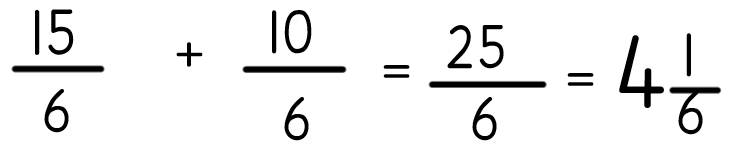 15/6 + 10/6 = 25/6 = 4 1/6